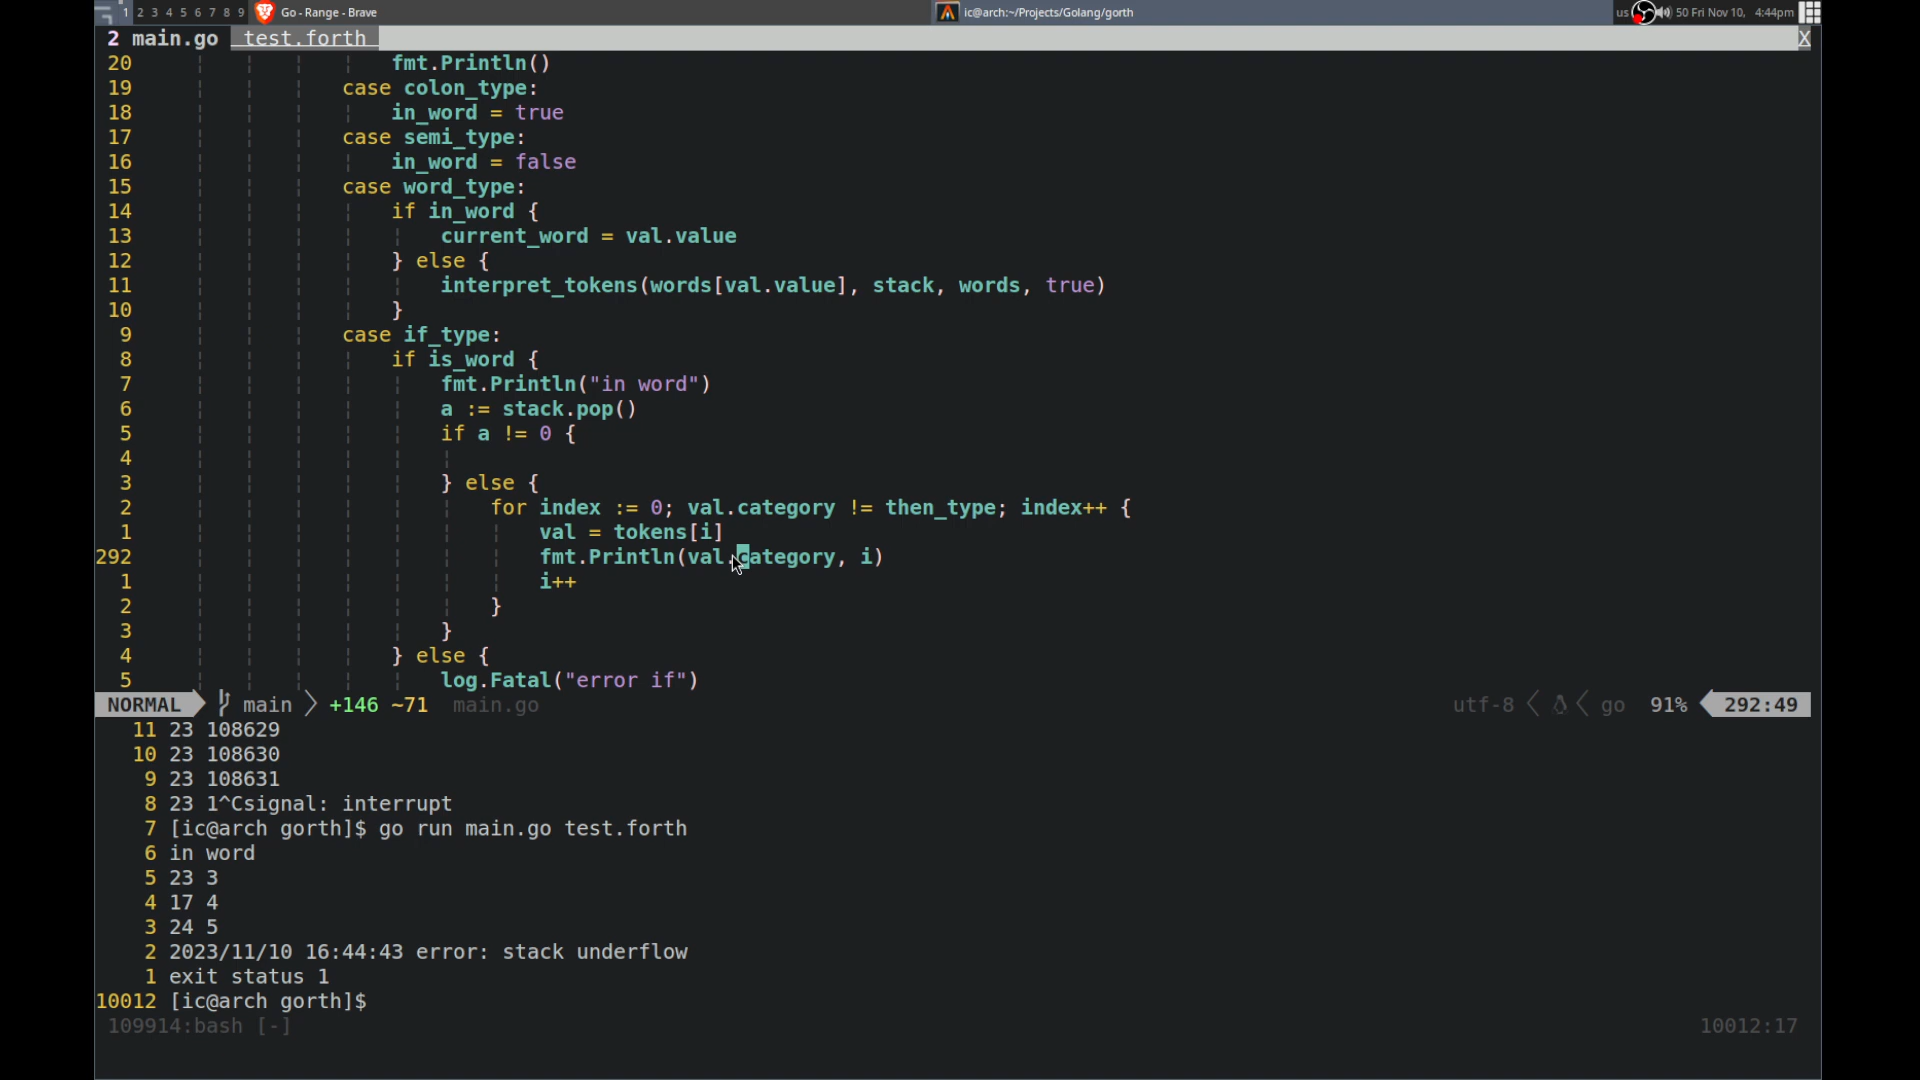 1 2 3 4 5 6 7 8 9 Go - Range - Brave ic@arch:~/Projects/Golang/gorth us 50 Fri Nov 10, 4:44pm
2 main.go test.forth X
20 fmt.Println()
19 case colon_type:
18 in_word = true
17 case semi_type:
16 in_word = false
15 case word_type:
14 if in_word {
13 current_word = val.value
12 } else {
11 interpret_tokens(words[val.value], stack, words, true)
10 }
9 case if_type:
8 if is_word {
7 fmt.Println("in word")
6 a := stack.pop()
5 if a != 0 {
4
3 } else {
2 for index := 0; val.category != then_type; index++ {
1 val = tokens[i]
292 fmt.Println(val.category, i)
1 i++
2 }
3 }
4 } else {
5 log.Fatal("error if")
NORMAL main +146 ~71 main.go utf-8 go 91% 292:49
11 23 108629
10 23 108630
9 23 108631
8 23 1^Csignal: interrupt
7 [ic@arch gorth]$ go run main.go test.forth
6 in word
5 23 3
4 17 4
3 24 5
2 2023/11/10 16:44:43 error: stack underflow
1 exit status 1
10012 [ic@arch gorth]$
109914:bash [-] 10012:17